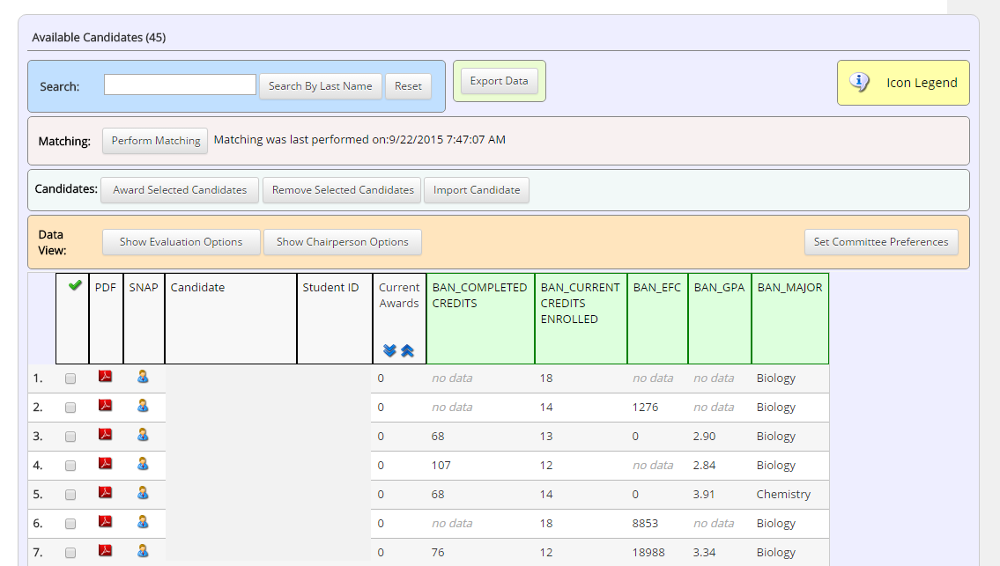 Available Candidates (45)
Search: Search By Last Name Reset Export Data Icon Legend
Matching: Perform Matching Matching was last performed on:9/22/2015 7:47:07 AM
Candidates: Award Selected Candidates Remove Selected Candidates Import Candidate
Data View: Show Evaluation Options Show Chairperson Options Set Committee Preferences
PDF SNAP Candidate Student ID Current Awards BAN_COMPLETED CREDITS BAN_CURRENT CREDITS ENROLLED BAN_EFC BAN_GPA BAN_MAJOR
1. 0 no data 18 no data no data Biology
2. 0 no data 14 1276 no data Biology
3. 0 68 13 0 2.90 Biology
4. 0 107 12 no data 2.84 Biology
5. 0 68 14 0 3.91 Chemistry
6. 0 no data 18 8853 no data Biology
7. 0 76 12 18988 3.34 Biology